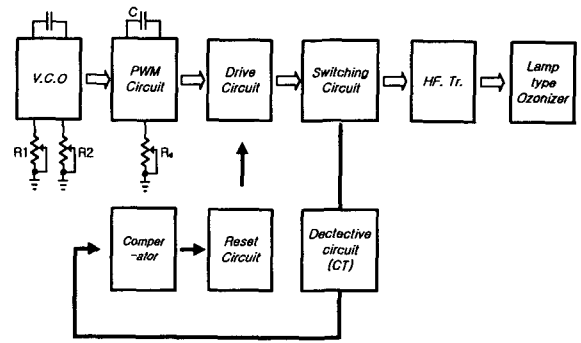 C
V.C.O
PWM
Circuit
Drive
Circuit
Switching
Circuit
HF. Tr.
Lamp
type
Ozonizer
R1
R2
R4
Comper
-ator
Reset
Circuit
Dectective
circuit
(CT)